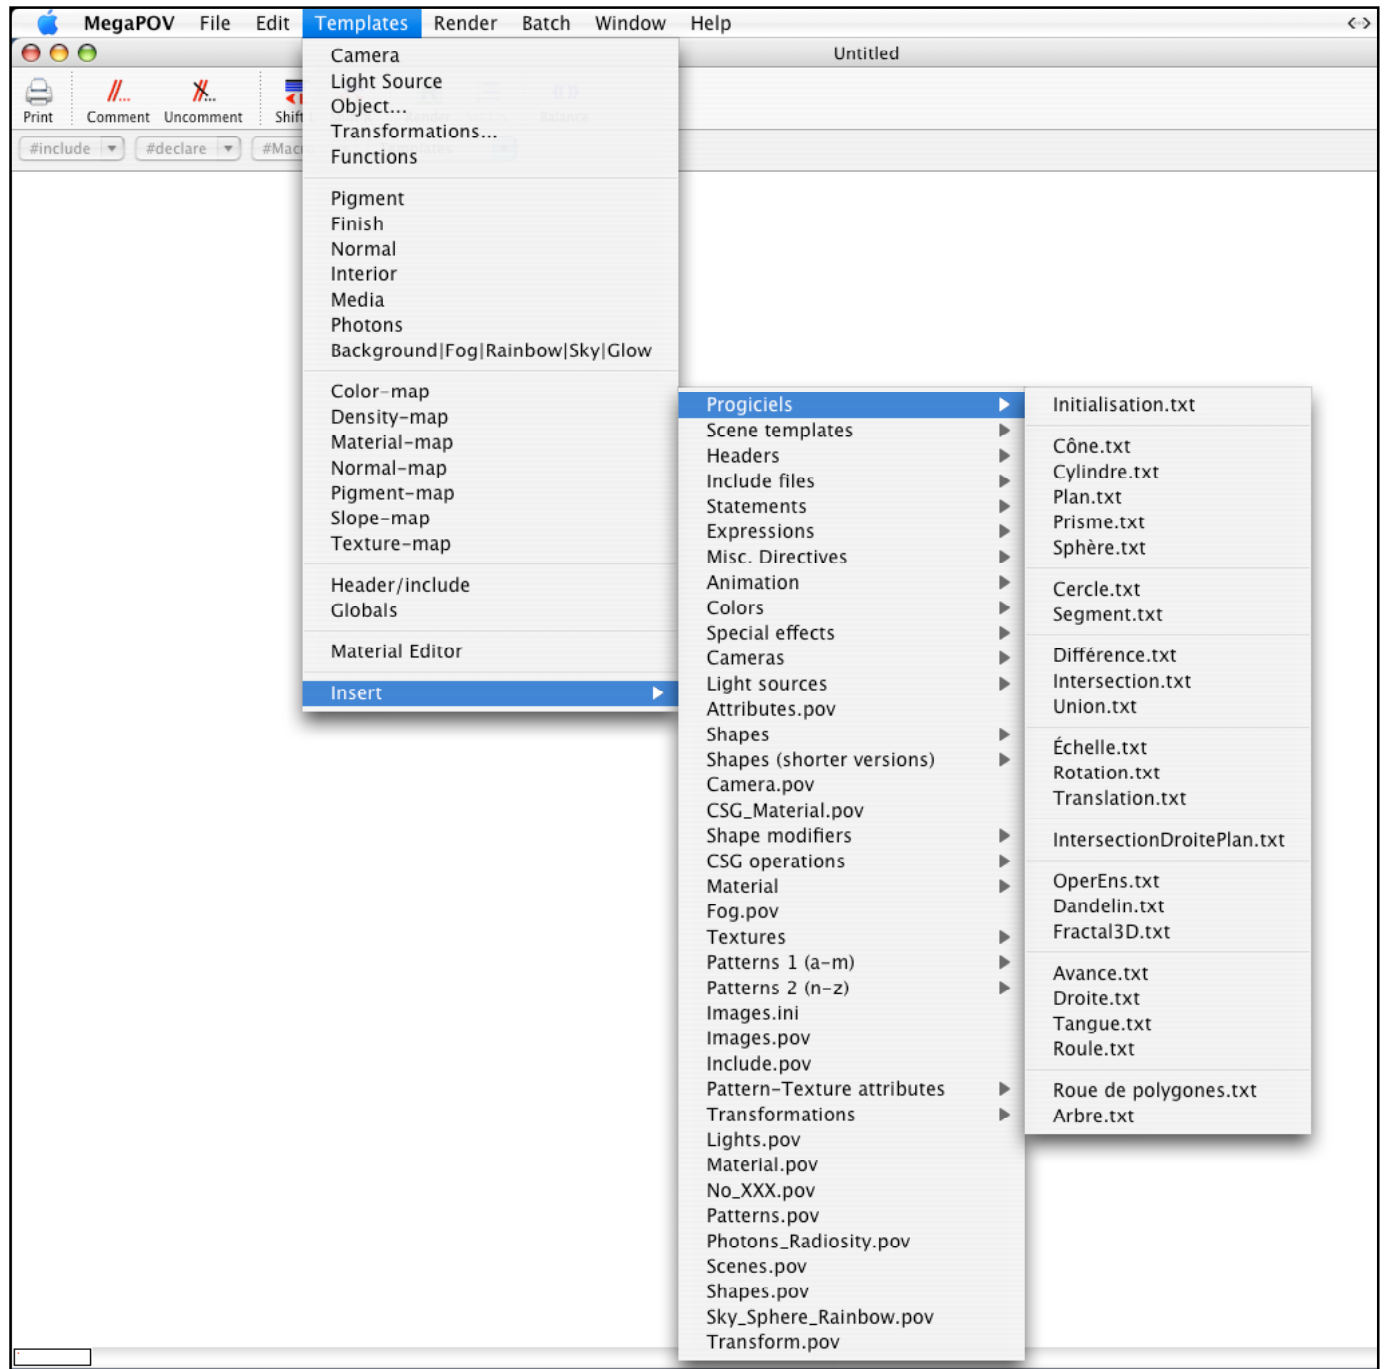 MegaPOV File Edit Templates Render Batch Window Help
Untitled
Print Comment Uncomment Shift
#include #declare #Mac
Camera
Light Source
Object...
Transformations...
Functions
Pigment
Finish
Normal
Interior
Media
Photons
Background|Fog|Rainbow|Sky|Glow
Color-map
Density-map
Material-map
Normal-map
Pigment-map
Slope-map
Texture-map
Header/include
Globals
Material Editor
Insert
Progiciels
Scene templates
Headers
Include files
Statements
Expressions
Misc. Directives
Animation
Colors
Special effects
Cameras
Light sources
Attributes.pov
Shapes
Shapes (shorter versions)
Camera.pov
CSG_Material.pov
Shape modifiers
CSG operations
Material
Fog.pov
Textures
Patterns 1 (a-m)
Patterns 2 (n-z)
Images.ini
Images.pov
Include.pov
Pattern-Texture attributes
Transformations
Lights.pov
Material.pov
No_XXX.pov
Patterns.pov
Photons_Radiosity.pov
Scenes.pov
Shapes.pov
Sky_Sphere_Rainbow.pov
Transform.pov
Initialisation.txt
Cône.txt
Cylindre.txt
Plan.txt
Prisme.txt
Sphère.txt
Cercle.txt
Segment.txt
Différence.txt
Intersection.txt
Union.txt
Échelle.txt
Rotation.txt
Translation.txt
IntersectionDroitePlan.txt
OperEns.txt
Dandelin.txt
Fractal3D.txt
Avance.txt
Droite.txt
Tangue.txt
Roule.txt
Roue de polygones.txt
Arbre.txt